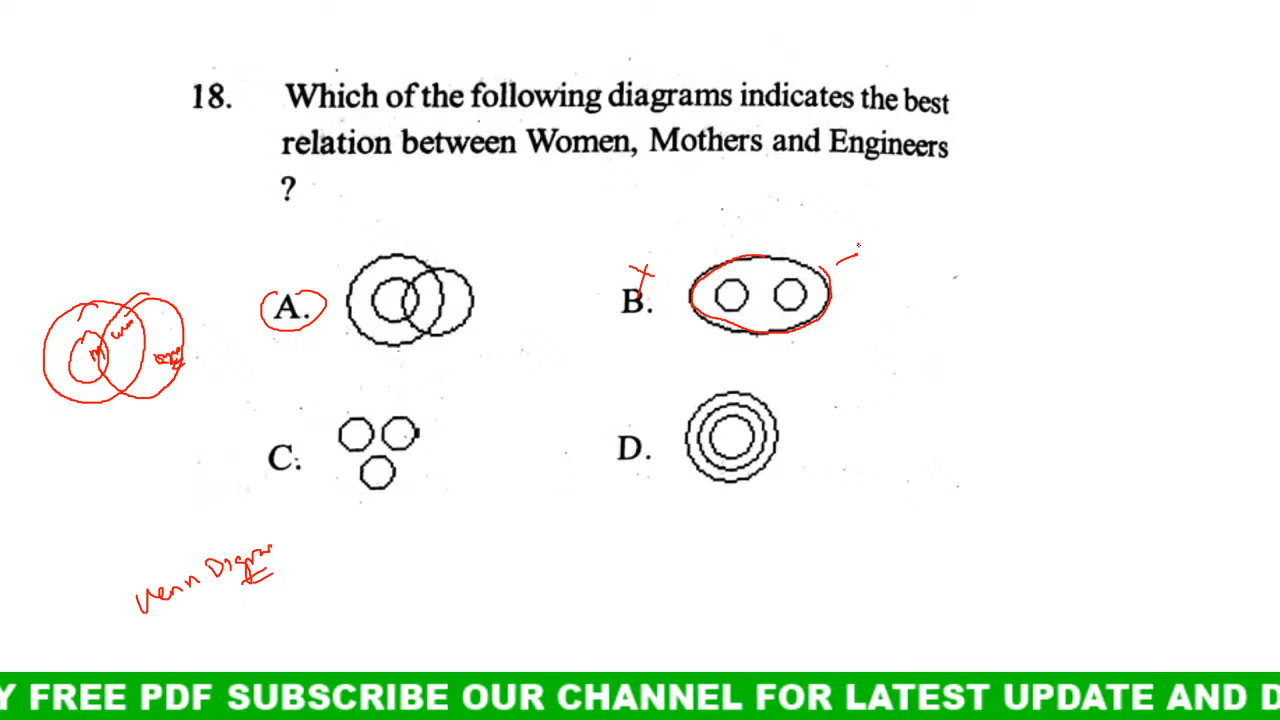 18. Which of the following diagrams indicates the best
relation between Women, Mothers and Engineers
?
A.
B.
C.
D.
m
Venn Diagram
Y FREE PDF SUBSCRIBE OUR CHANNEL FOR LATEST UPDATE AND D